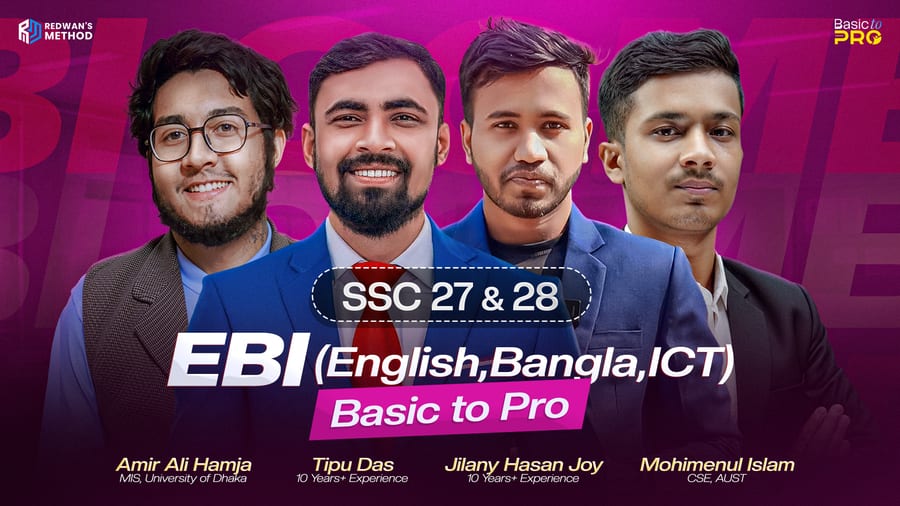 REDWAN'S
METHOD
Basic to
PRO
SSC 27 & 28
EBI (English,Bangla,ICT)
Basic to Pro
Amir Ali Hamja
MIS, University of Dhaka
Tipu Das
10 Years+ Experience
Jilany Hasan Joy
10 Years+ Experience
Mohimenul Islam
CSE, AUST